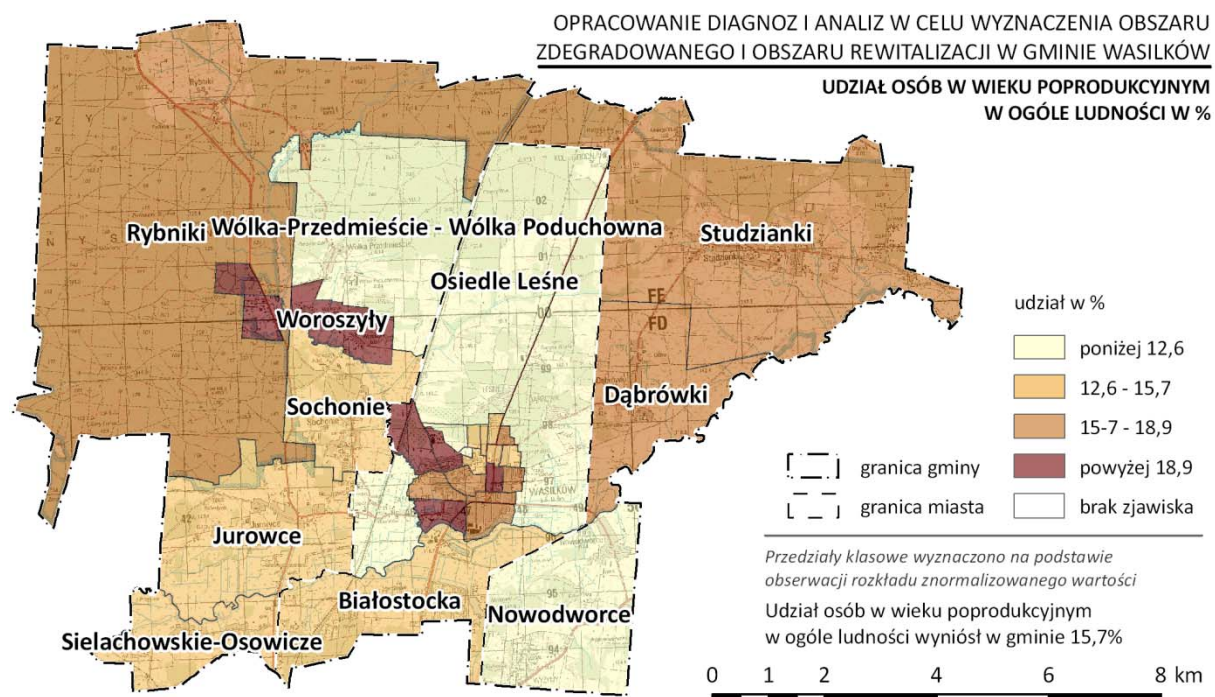 OPRACOWANIE DIAGNOZ I ANALIZ W CELU WYZNACZENIA OBSZARU
ZDEGRADOWANEGO I OBSZARU REWITALIZACJI W GMINIE WASILKÓW
UDZIAŁ OSÓB W WIEKU POPRODUKCYJNYM
W OGÓLE LUDNOŚCI W %
Rybniki
Wólka-Przedmieście - Wólka Poduchowna
Studzianki
Osiedle Leśne
FE
FD
Woroszyły
Dąbrówki
Sochonie
WASILKÓW
Jurowce
Białostocka
Nowodworce
Sielachowskie-Osowicze
udział w %
poniżej 12,6
12,6 - 15,7
15-7 - 18,9
powyżej 18,9
brak zjawiska
granica gminy
granica miasta
Przedziały klasowe wyznaczono na podstawie
obserwacji rozkładu znormalizowanego wartości
Udział osób w wieku poprodukcyjnym
w ogóle ludności wyniósł w gminie 15,7%
0 1 2 4 6 8 km